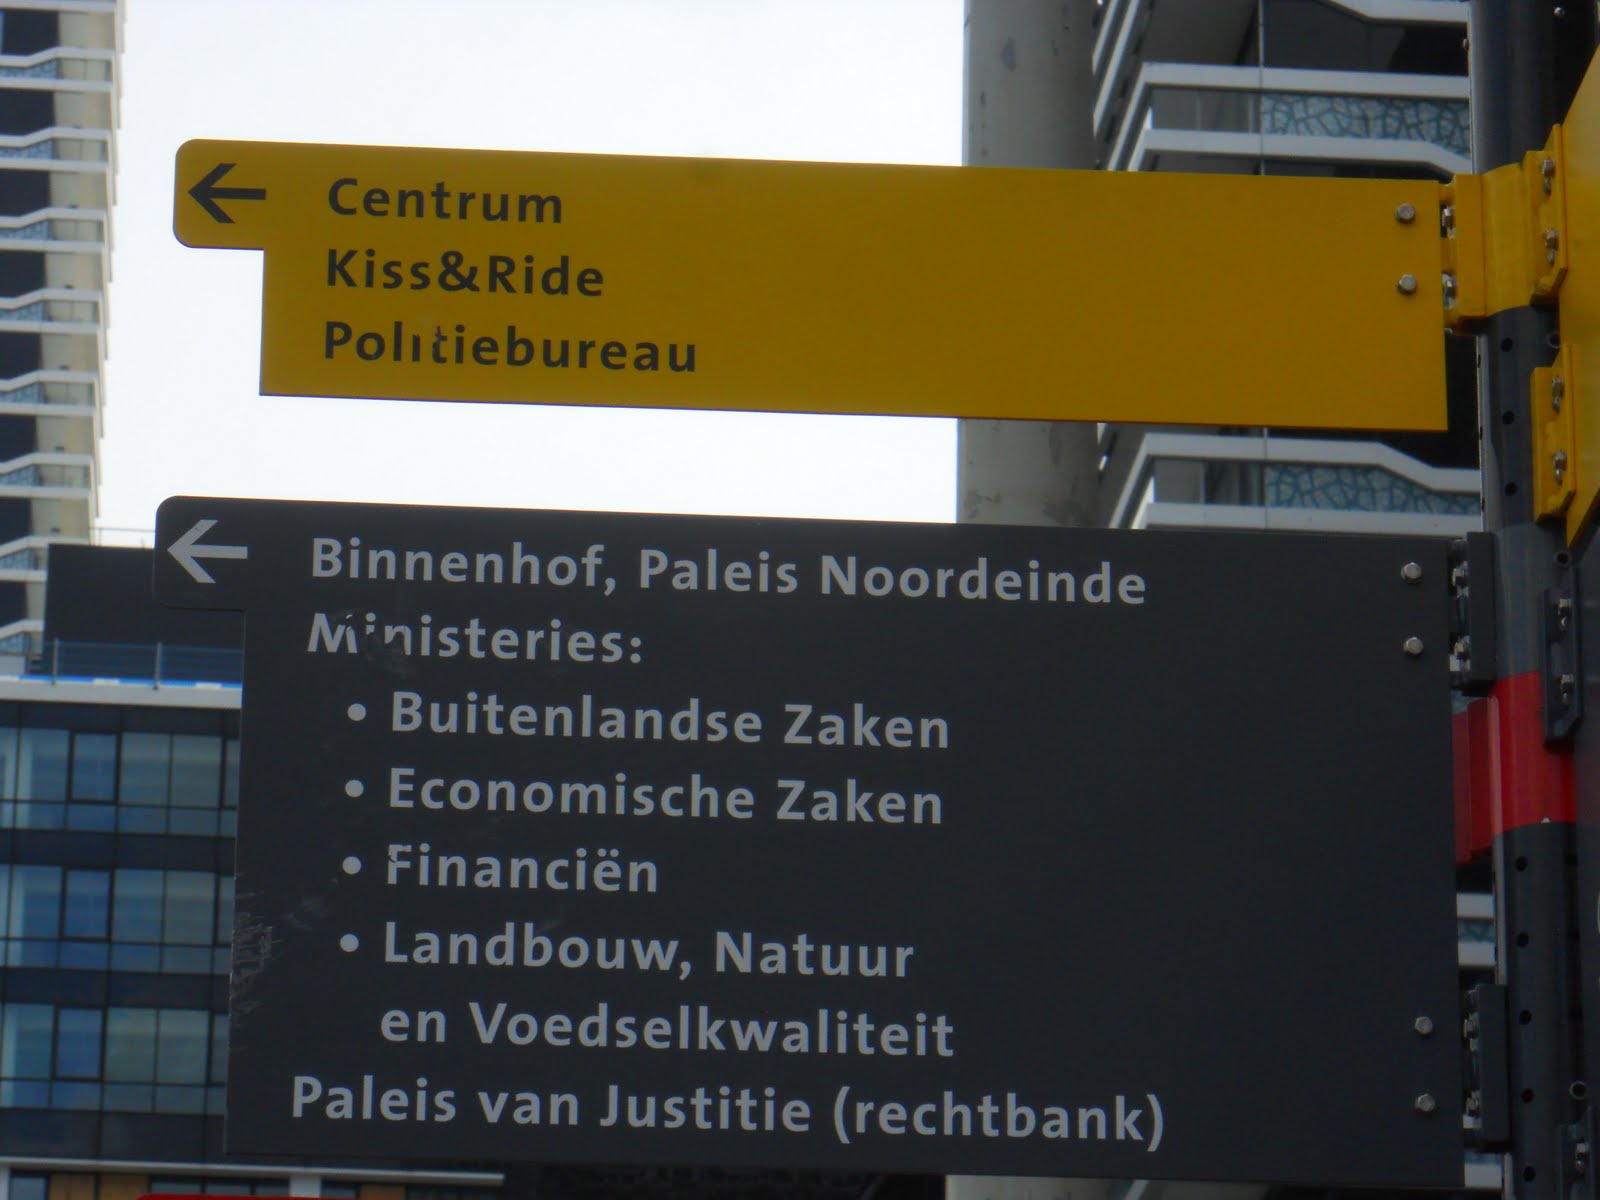 Centrum
Kiss&Ride
Politiebureau
Binnenhof, Paleis Noordeinde
Ministeries:
• Buitenlandse Zaken
• Economische Zaken
• Financiën
• Landbouw, Natuur
en Voedselkwaliteit
Paleis van Justitie (rechtbank)